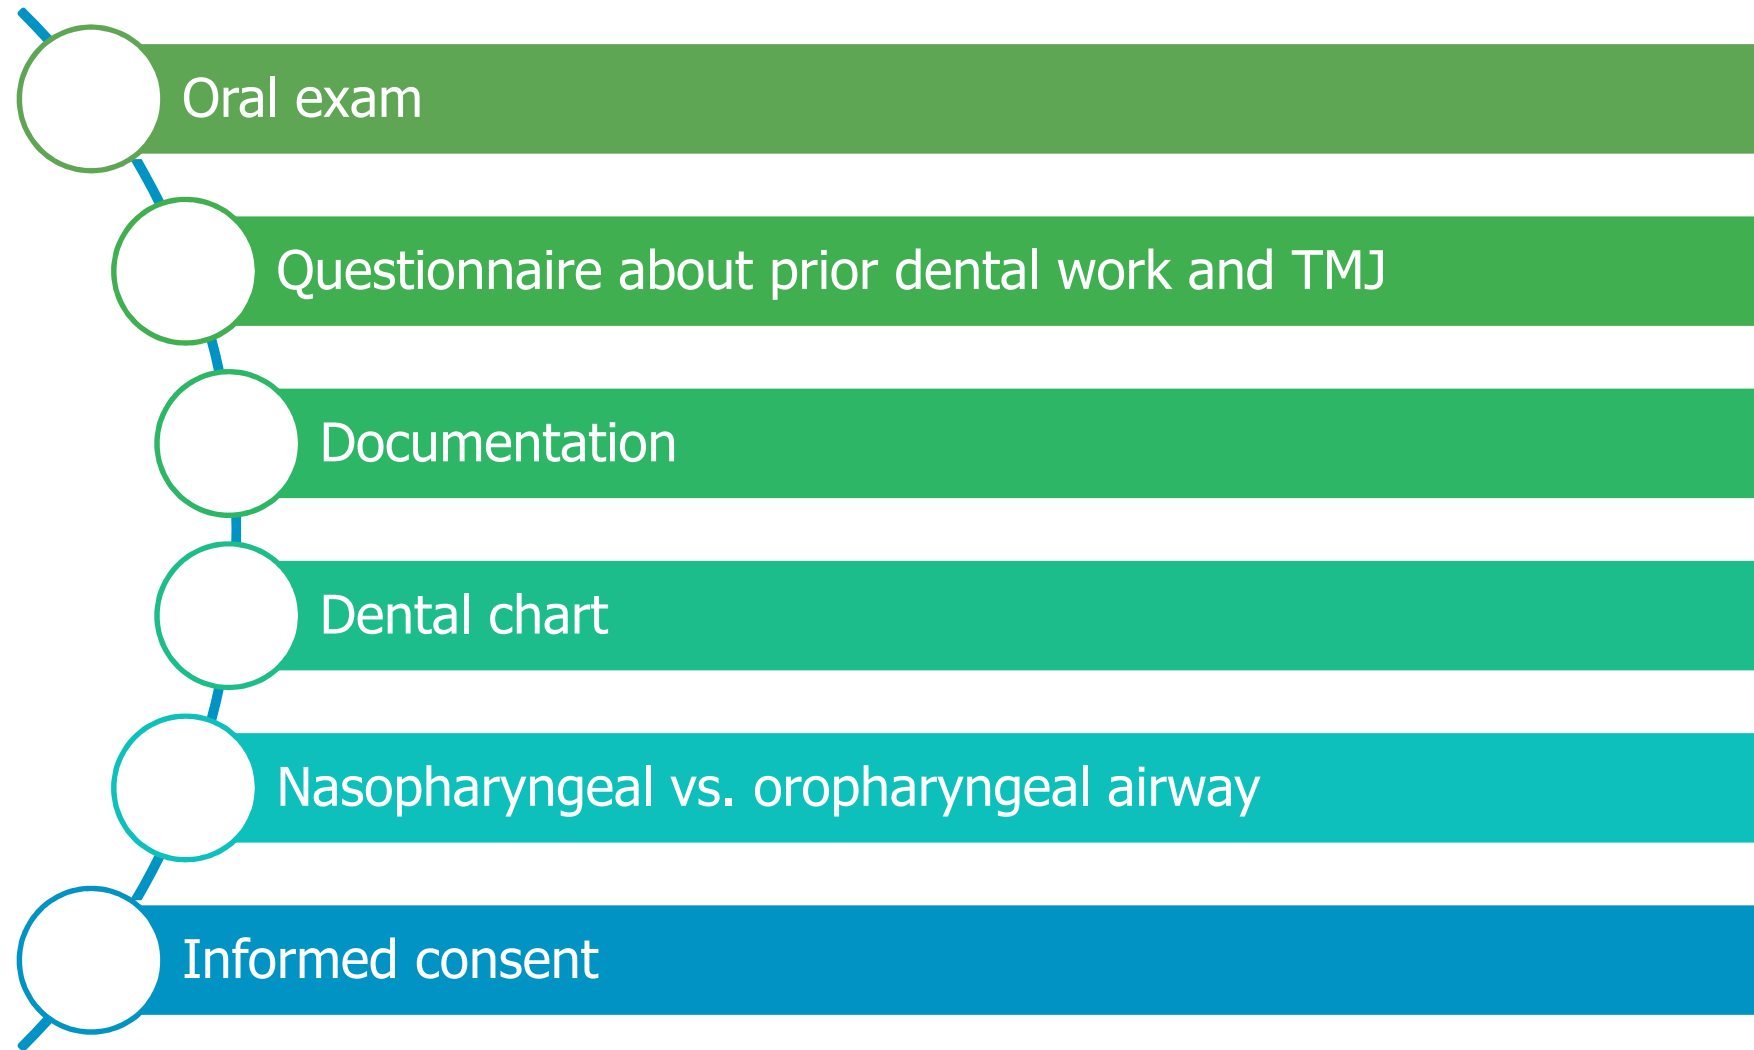 Oral exam
Questionnaire about prior dental work and TMJ
Documentation
Dental chart
Nasopharyngeal vs. oropharyngeal airway
Informed consent